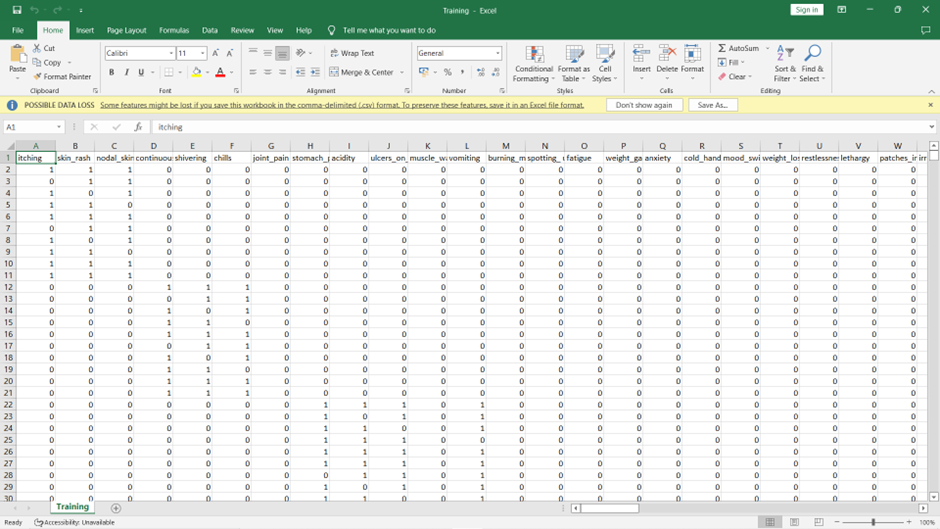 Training - Excel
Sign in
File Home Insert Page Layout Formulas Data Review View Help Tell me what you want to do
Paste
Cut
Copy
Format Painter
Clipboard
Calibri 11
B I U
Font
Wrap Text
Merge & Center
Alignment
General
% ,
Number
Conditional Formatting
Format as Table
Cell Styles
Styles
Insert Delete Format
Cells
AutoSum
Fill
Clear
Sort & Filter
Find & Select
Editing
POSSIBLE DATA LOSS Some features might be lost if you save this workbook in the comma-delimited (.csv) format. To preserve these features, save it in an Excel file format. Don't show again Save As...
A1 fx itching
A B C D E F G H I J K L M N O P Q R S T U V W
1 itching skin_rash nodal_skin continuous shivering chills joint_pain stomach_p acidity ulcers_on_ muscle_wa vomiting burning_m spotting_ u fatigue weight_ga anxiety cold_hand mood_swi weight_los restlessnes lethargy patches_in irr
2 1 1 1 0 0 0 0 0 0 0 0 0 0 0 0 0 0 0 0 0 0 0 0
3 0 1 1 0 0 0 0 0 0 0 0 0 0 0 0 0 0 0 0 0 0 0 0
4 1 0 1 0 0 0 0 0 0 0 0 0 0 0 0 0 0 0 0 0 0 0 0
5 1 1 0 0 0 0 0 0 0 0 0 0 0 0 0 0 0 0 0 0 0 0 0
6 1 1 1 0 0 0 0 0 0 0 0 0 0 0 0 0 0 0 0 0 0 0 0
7 0 1 1 0 0 0 0 0 0 0 0 0 0 0 0 0 0 0 0 0 0 0 0
8 1 0 1 0 0 0 0 0 0 0 0 0 0 0 0 0 0 0 0 0 0 0 0
9 1 1 0 0 0 0 0 0 0 0 0 0 0 0 0 0 0 0 0 0 0 0 0
10 1 1 1 0 0 0 0 0 0 0 0 0 0 0 0 0 0 0 0 0 0 0 0
11 1 1 1 0 0 0 0 0 0 0 0 0 0 0 0 0 0 0 0 0 0 0 0
12 0 0 0 1 1 1 0 0 0 0 0 0 0 0 0 0 0 0 0 0 0 0 0
13 0 0 0 0 1 1 0 0 0 0 0 0 0 0 0 0 0 0 0 0 0 0 0
14 0 0 0 1 0 1 0 0 0 0 0 0 0 0 0 0 0 0 0 0 0 0 0
15 0 0 0 1 1 0 0 0 0 0 0 0 0 0 0 0 0 0 0 0 0 0 0
16 0 0 0 1 1 1 0 0 0 0 0 0 0 0 0 0 0 0 0 0 0 0 0
17 0 0 0 0 1 1 0 0 0 0 0 0 0 0 0 0 0 0 0 0 0 0 0
18 0 0 0 1 0 1 0 0 0 0 0 0 0 0 0 0 0 0 0 0 0 0 0
19 0 0 0 1 1 0 0 0 0 0 0 0 0 0 0 0 0 0 0 0 0 0 0
20 0 0 0 1 1 1 0 0 0 0 0 0 0 0 0 0 0 0 0 0 0 0 0
21 0 0 0 1 1 1 0 0 0 0 0 0 0 0 0 0 0 0 0 0 0 0 0
22 0 0 0 0 0 0 0 1 1 1 0 1 0 0 0 0 0 0 0 0 0 0 0
23 0 0 0 0 0 0 0 1 0 1 0 1 0 0 0 0 0 0 0 0 0 0 0
24 0 0 0 0 0 0 0 1 1 0 0 1 0 0 0 0 0 0 0 0 0 0 0
25 0 0 0 0 0 0 0 1 1 1 0 0 0 0 0 0 0 0 0 0 0 0 0
26 0 0 0 0 0 0 0 1 1 1 0 1 0 0 0 0 0 0 0 0 0 0 0
27 0 0 0 0 0 0 0 1 1 1 0 1 0 0 0 0 0 0 0 0 0 0 0
28 0 0 0 0 0 0 0 0 1 1 0 1 0 0 0 0 0 0 0 0 0 0 0
29 0 0 0 0 0 0 0 1 0 1 0 1 0 0 0 0 0 0 0 0 0 0 0
30 0 0 0 0 0 0 0 1 1 0 0 1 0 0 0 0 0 0 0 0 0 0 0
Training
Ready Accessibility: Unavailable 100%